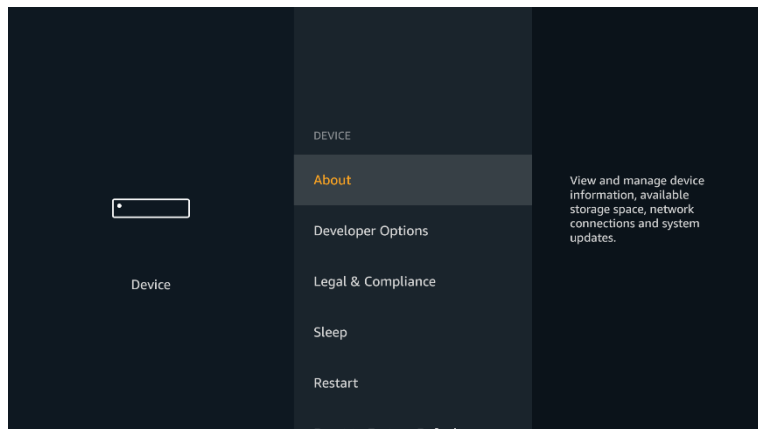 DEVICE
About
Developer Options
Legal & Compliance
Sleep
Restart
Device
View and manage device
information, available
storage space, network
connections and system
updates.